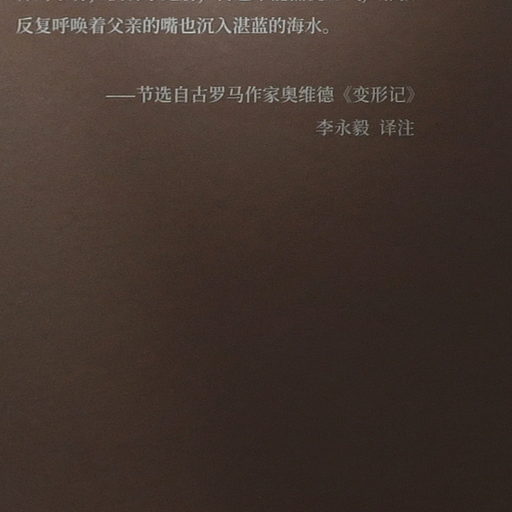 反复呼唤着父亲的嘴也沉入湛蓝的海水。
——节选自古罗马作家奥维德《变形记》
李永毅 译注